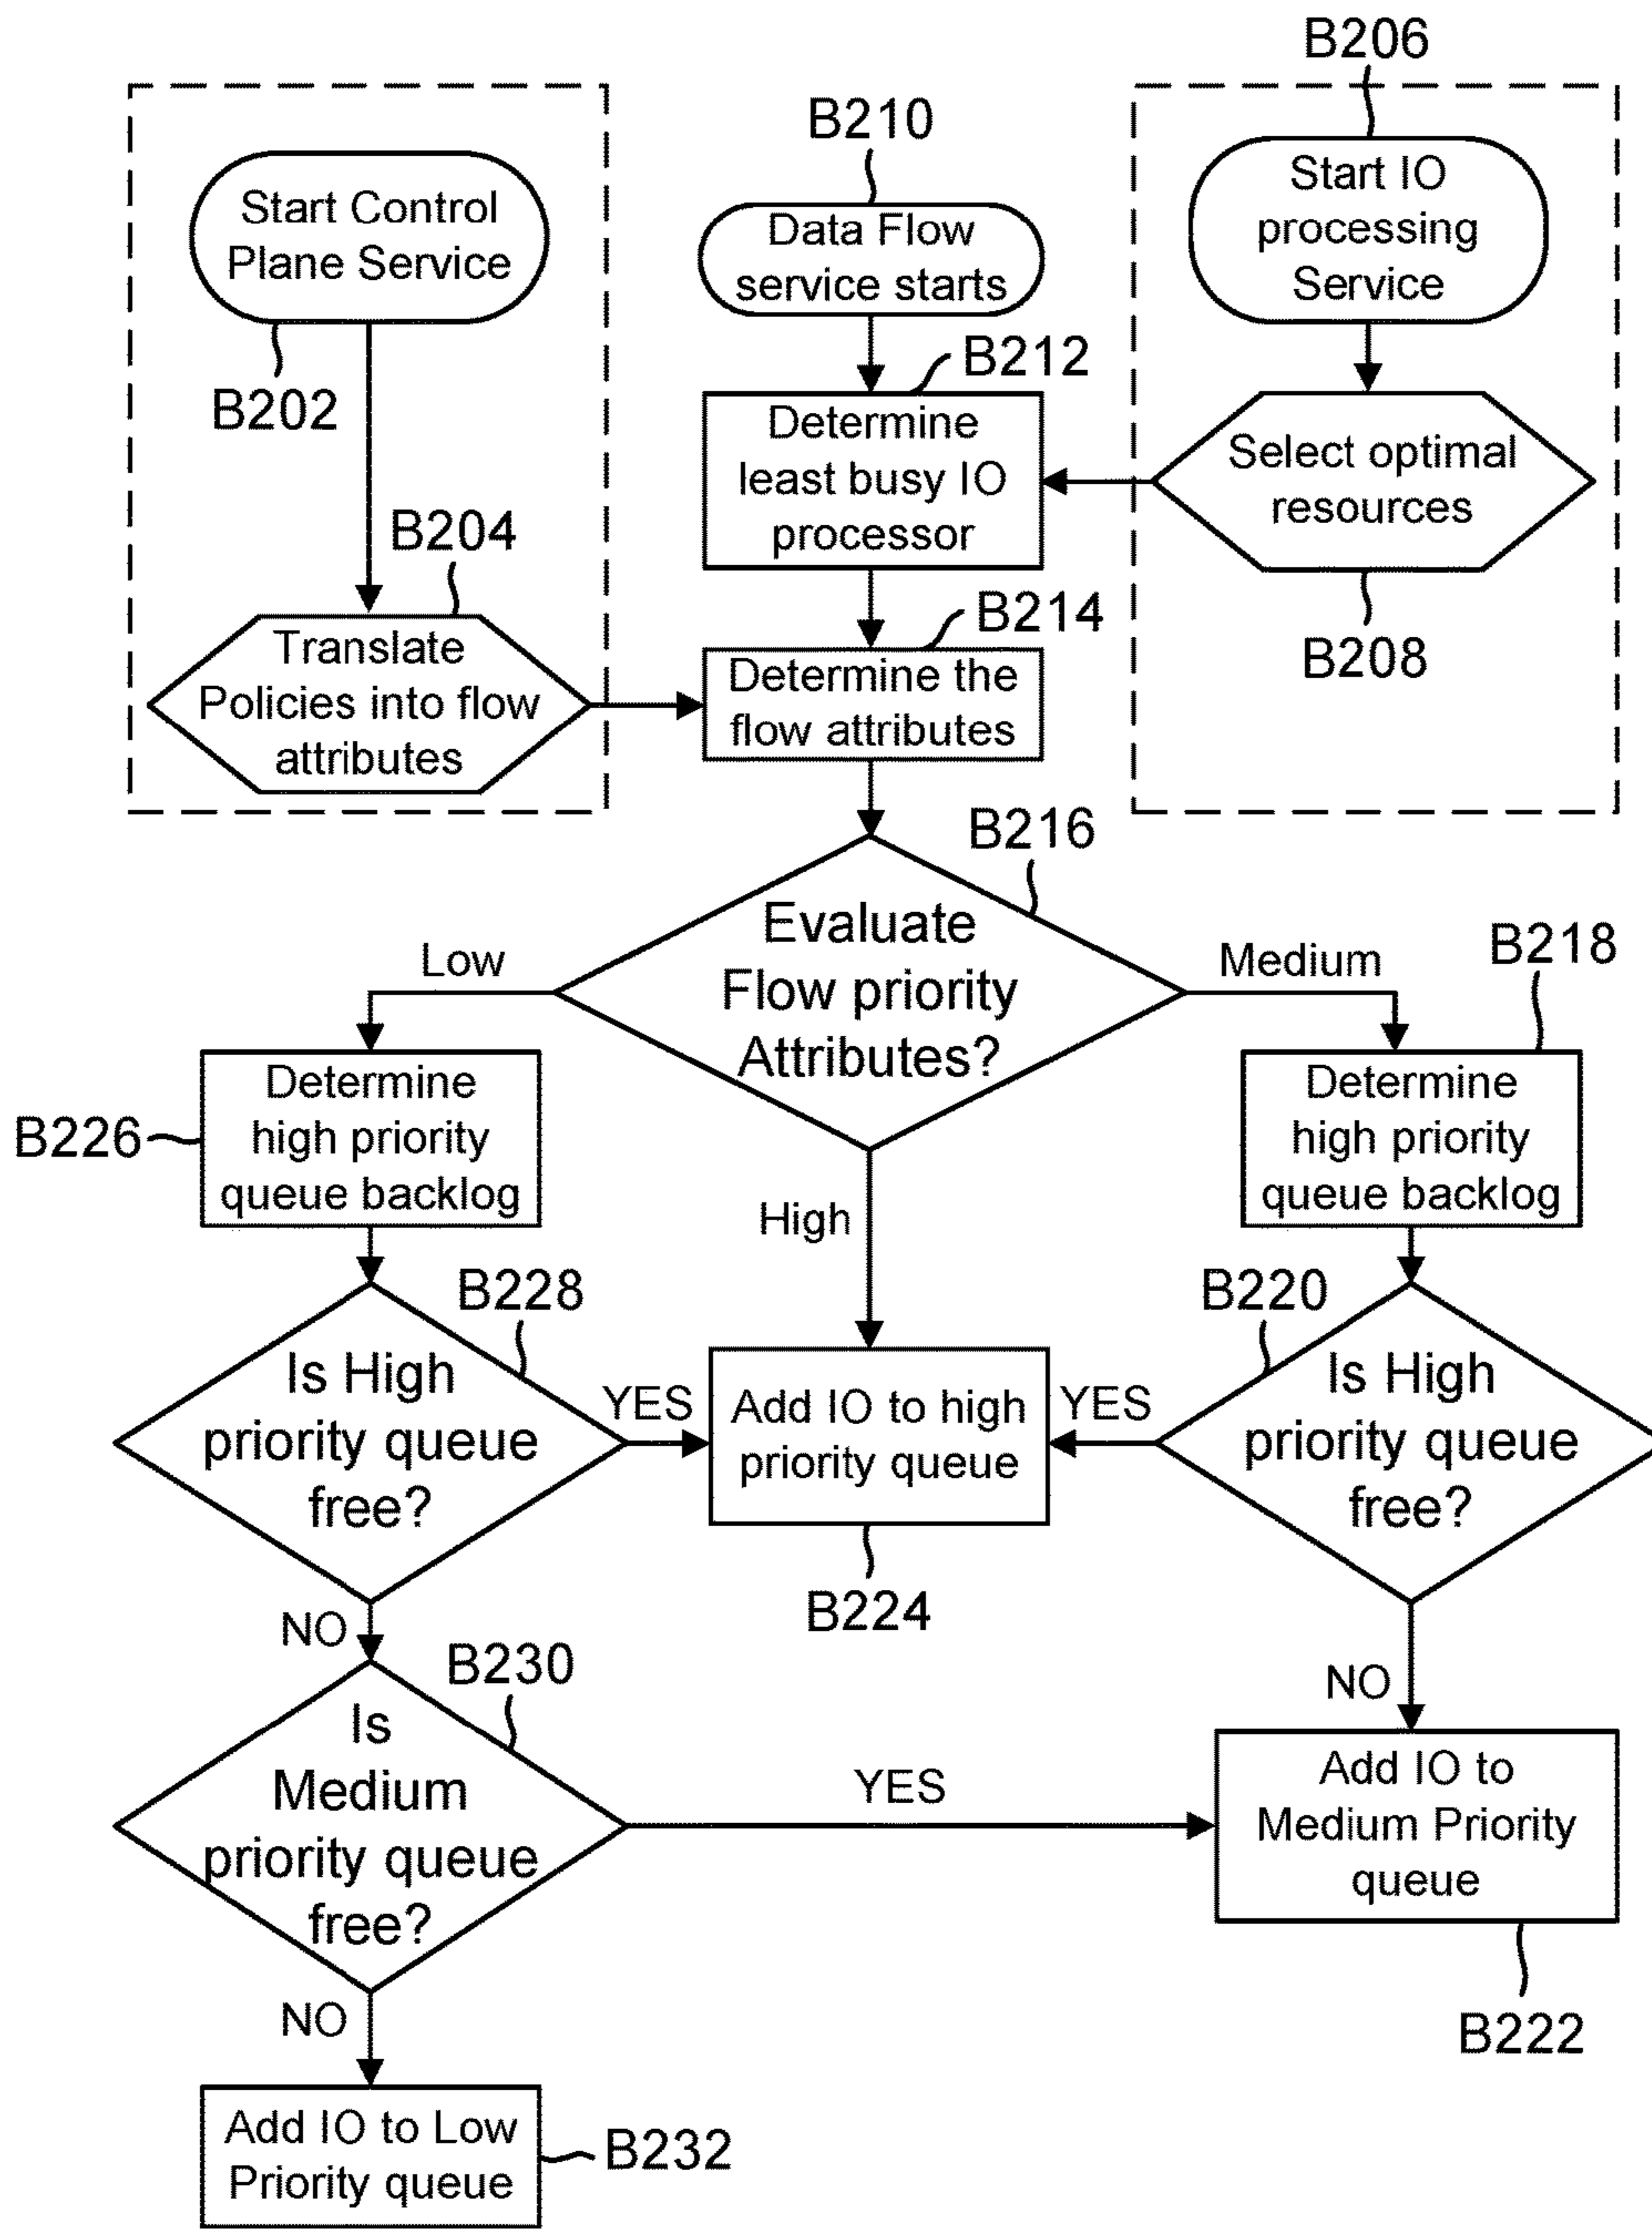 B206
B210
Start Control
Plane Service
B202
Data Flow
service starts
Start IO
processing
Service
B212
Determine
least busy IO
processor
Select optimal
resources
B208
B204
Translate
Policies into flow
attributes
B214
Determine the
flow attributes
B216
Evaluate
Flow priority
Attributes?
Low
Medium
High
B218
B226
Determine
high priority
queue backlog
Determine
high priority
queue backlog
B228
Is High
priority queue
free?
YES
Add IO to high
priority queue
B224
YES
B220
Is High
priority queue
free?
NO
NO
B230
Is
Medium
priority queue
free?
YES
Add IO to
Medium Priority
queue
B222
NO
Add IO to Low
Priority queue
B232